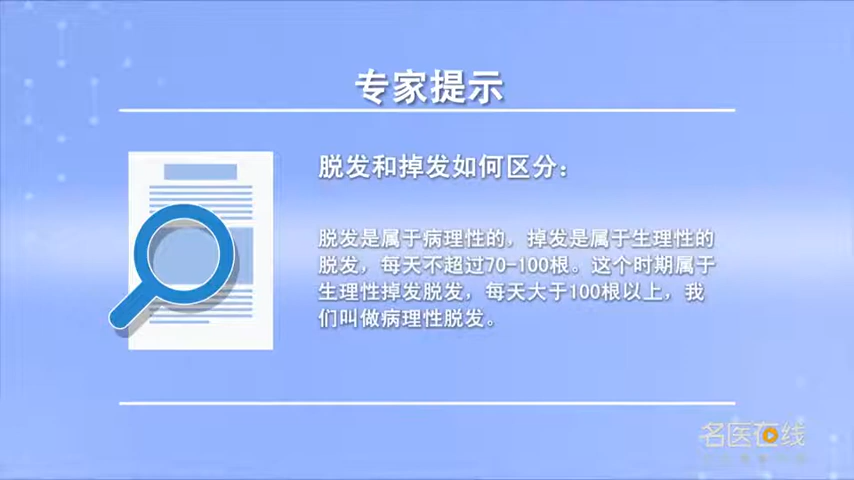 专家提示
脱发和掉发如何区分：
脱发是属于病理性的，掉发是属于生理性的
脱发，每天不超过70-100根。这个时期属于
生理性掉发脱发，每天大于100根以上，我
们叫做病理性脱发。
名医在线